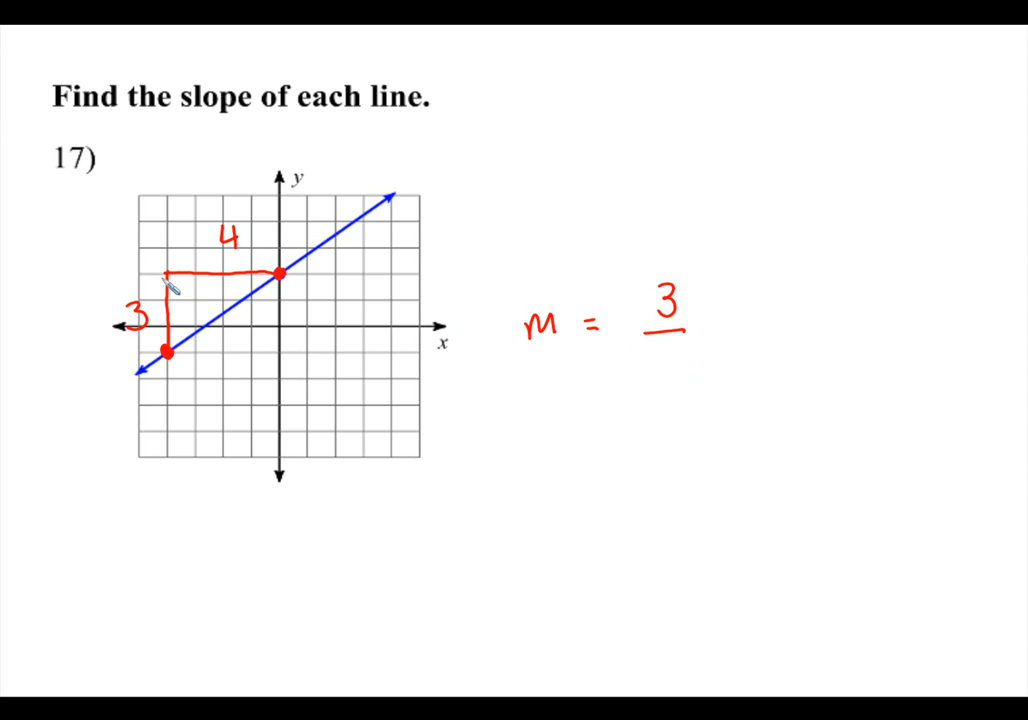 Find the slope of each line.
17)
y
4
3
x
m = 3